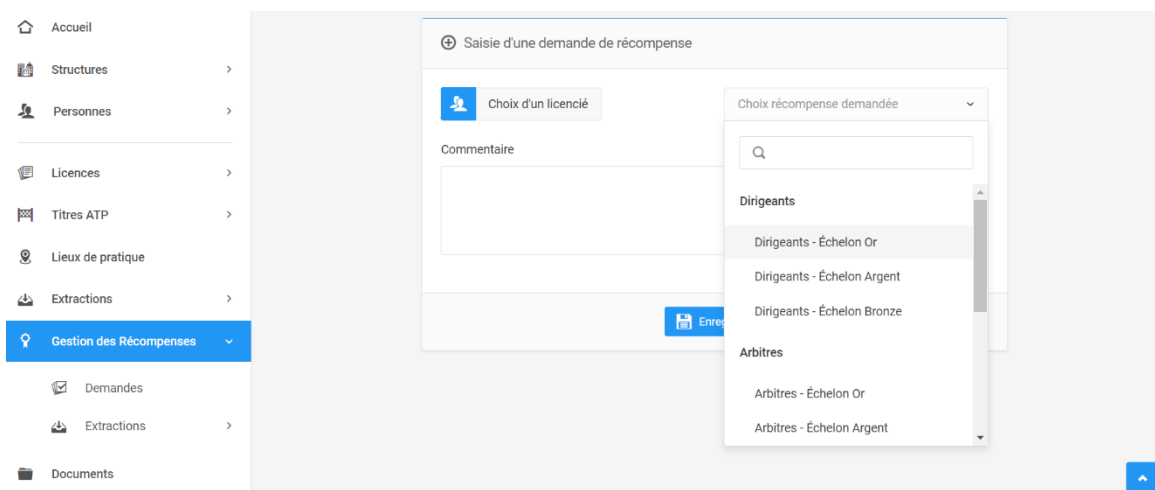 Accueil
Structures
Personnes
Licences
Titres ATP
Lieux de pratique
Extractions
Gestion des Récompenses
Demandes
Extractions
Documents
Saisie d'une demande de récompense
Choix d'un licencié
Choix récompense demandée
Commentaire
Dirigeants
Dirigeants - Échelon Or
Dirigeants - Échelon Argent
Dirigeants - Échelon Bronze
Arbitres
Arbitres - Échelon Or
Arbitres - Échelon Argent